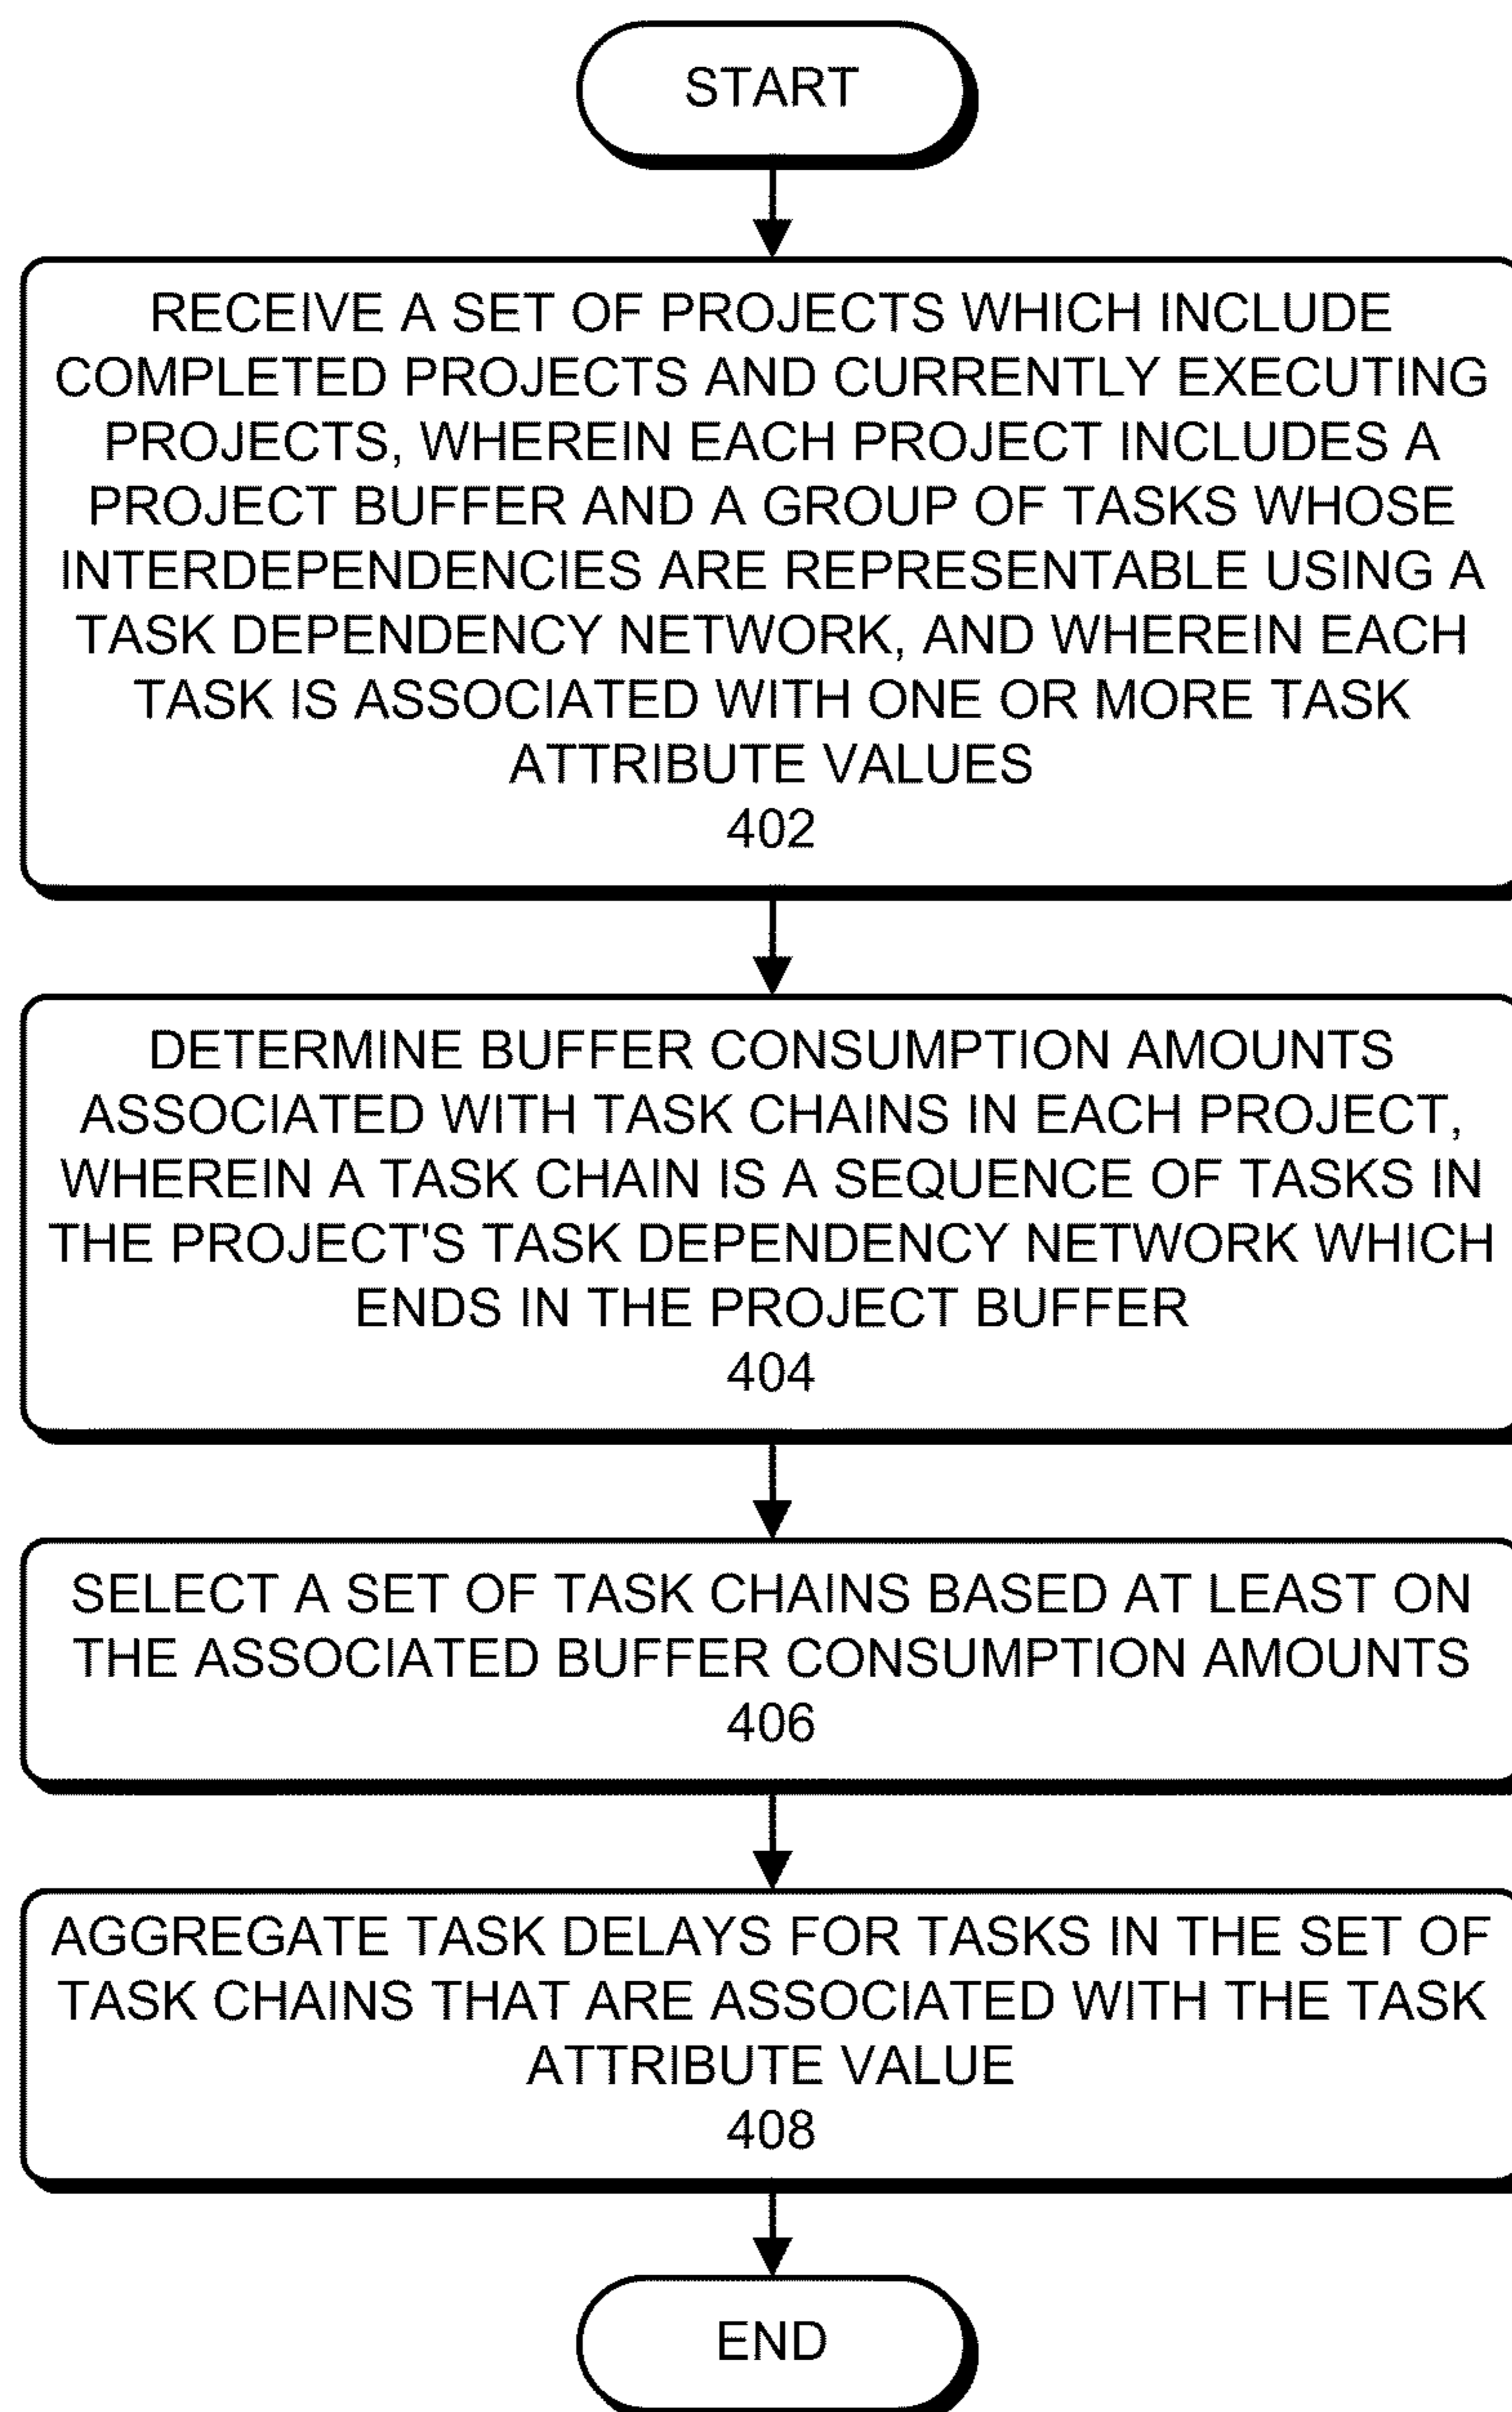 START
RECEIVE A SET OF PROJECTS WHICH INCLUDE
COMPLETED PROJECTS AND CURRENTLY EXECUTING
PROJECTS, WHEREIN EACH PROJECT INCLUDES A
PROJECT BUFFER AND A GROUP OF TASKS WHOSE
INTERDEPENDENCIES ARE REPRESENTABLE USING A
TASK DEPENDENCY NETWORK, AND WHEREIN EACH
TASK IS ASSOCIATED WITH ONE OR MORE TASK
ATTRIBUTE VALUES
402
DETERMINE BUFFER CONSUMPTION AMOUNTS
ASSOCIATED WITH TASK CHAINS IN EACH PROJECT,
WHEREIN A TASK CHAIN IS A SEQUENCE OF TASKS IN
THE PROJECT'S TASK DEPENDENCY NETWORK WHICH
ENDS IN THE PROJECT BUFFER
404
SELECT A SET OF TASK CHAINS BASED AT LEAST ON
THE ASSOCIATED BUFFER CONSUMPTION AMOUNTS
406
AGGREGATE TASK DELAYS FOR TASKS IN THE SET OF
TASK CHAINS THAT ARE ASSOCIATED WITH THE TASK
ATTRIBUTE VALUE
408
END